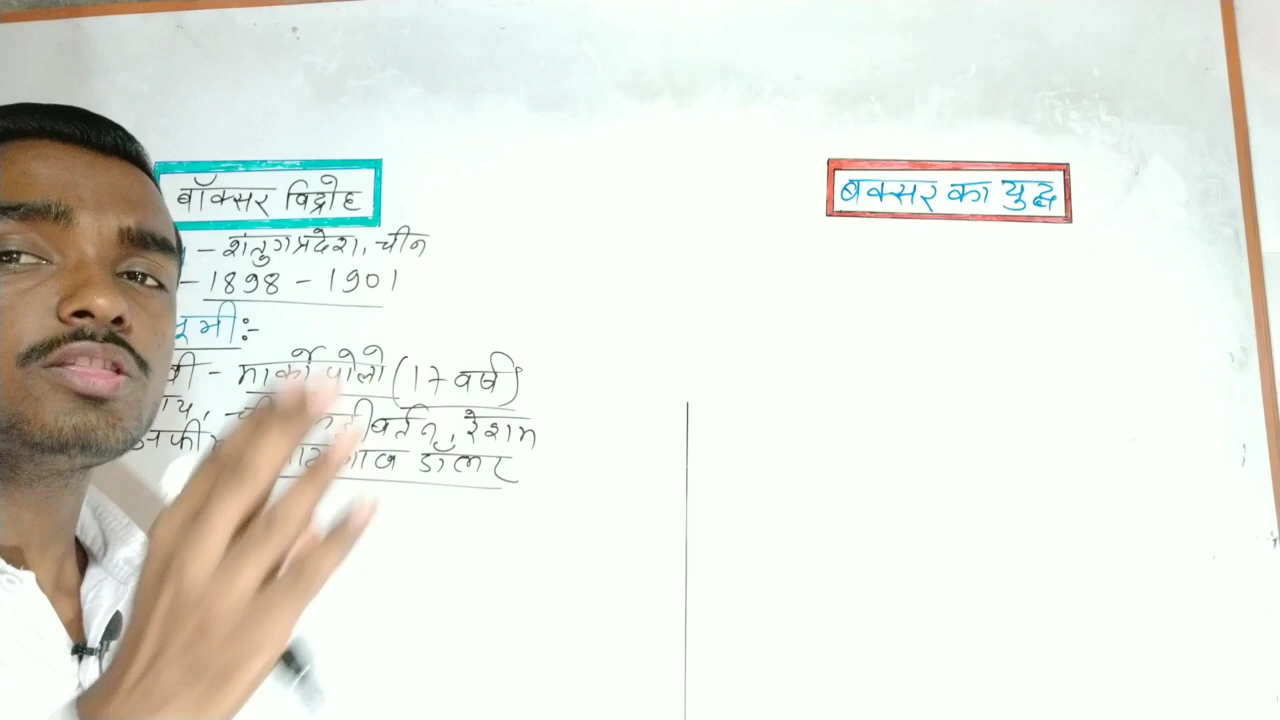 बॉक्सर विद्रोह
बक्सर का युद्ध
- शंतुगप्रदेश, चीन
- 1898 - 1901
भूमी:-
- मार्को पोलो (17 वर्ष)
बर्तन, रेशम
डॉलर